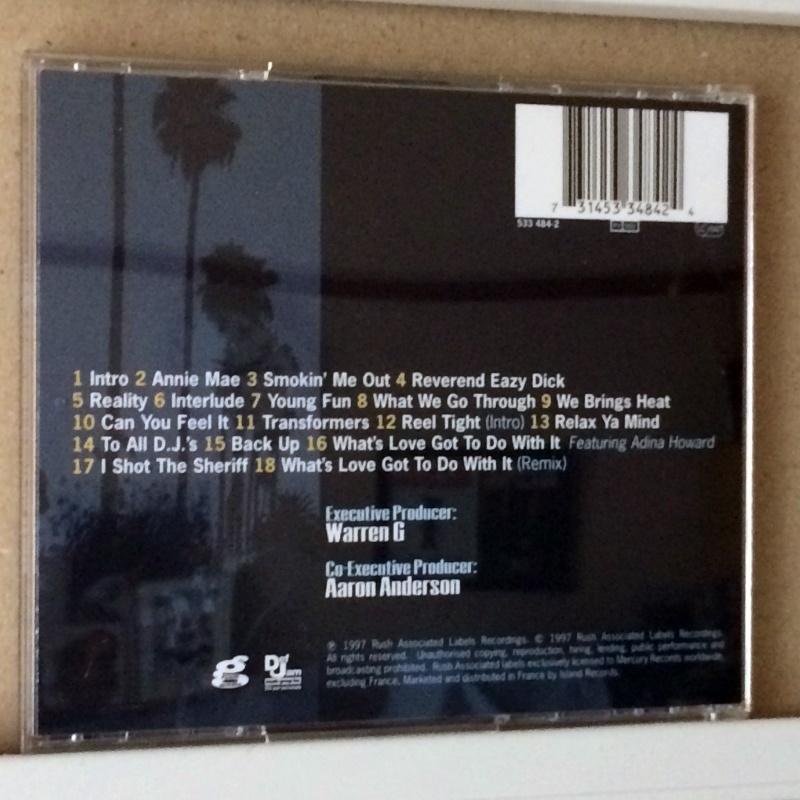 7 31453 34842 4
533 484-2
1 Intro 2 Annie Mae 3 Smokin' Me Out 4 Reverend Eazy Dick
5 Reality 6 Interlude 7 Young Fun 8 What We Go Through 9 We Brings Heat
10 Can You Feel It 11 Transformers 12 Reel Tight (Intro) 13 Relax Ya Mind
14 To All D.J.'s 15 Back Up 16 What's Love Got To Do With It Featuring Adina Howard
17 I Shot The Sheriff 18 What's Love Got To Do With It (Remix)
Executive Producer:
Warren G
Co-Executive Producer:
Aaron Anderson
℗ 1997 Rush Associated Labels Recordings. © 1997 Rush Associated Labels Recordings.
All rights reserved. Unauthorised copying, reproduction, hiring, lending, public performance and
broadcasting prohibited. Rush Associated labels exclusively licensed to Mercury Records worldwide,
excluding France, Marketed and distributed in France by Island Records.
g
Def Jam